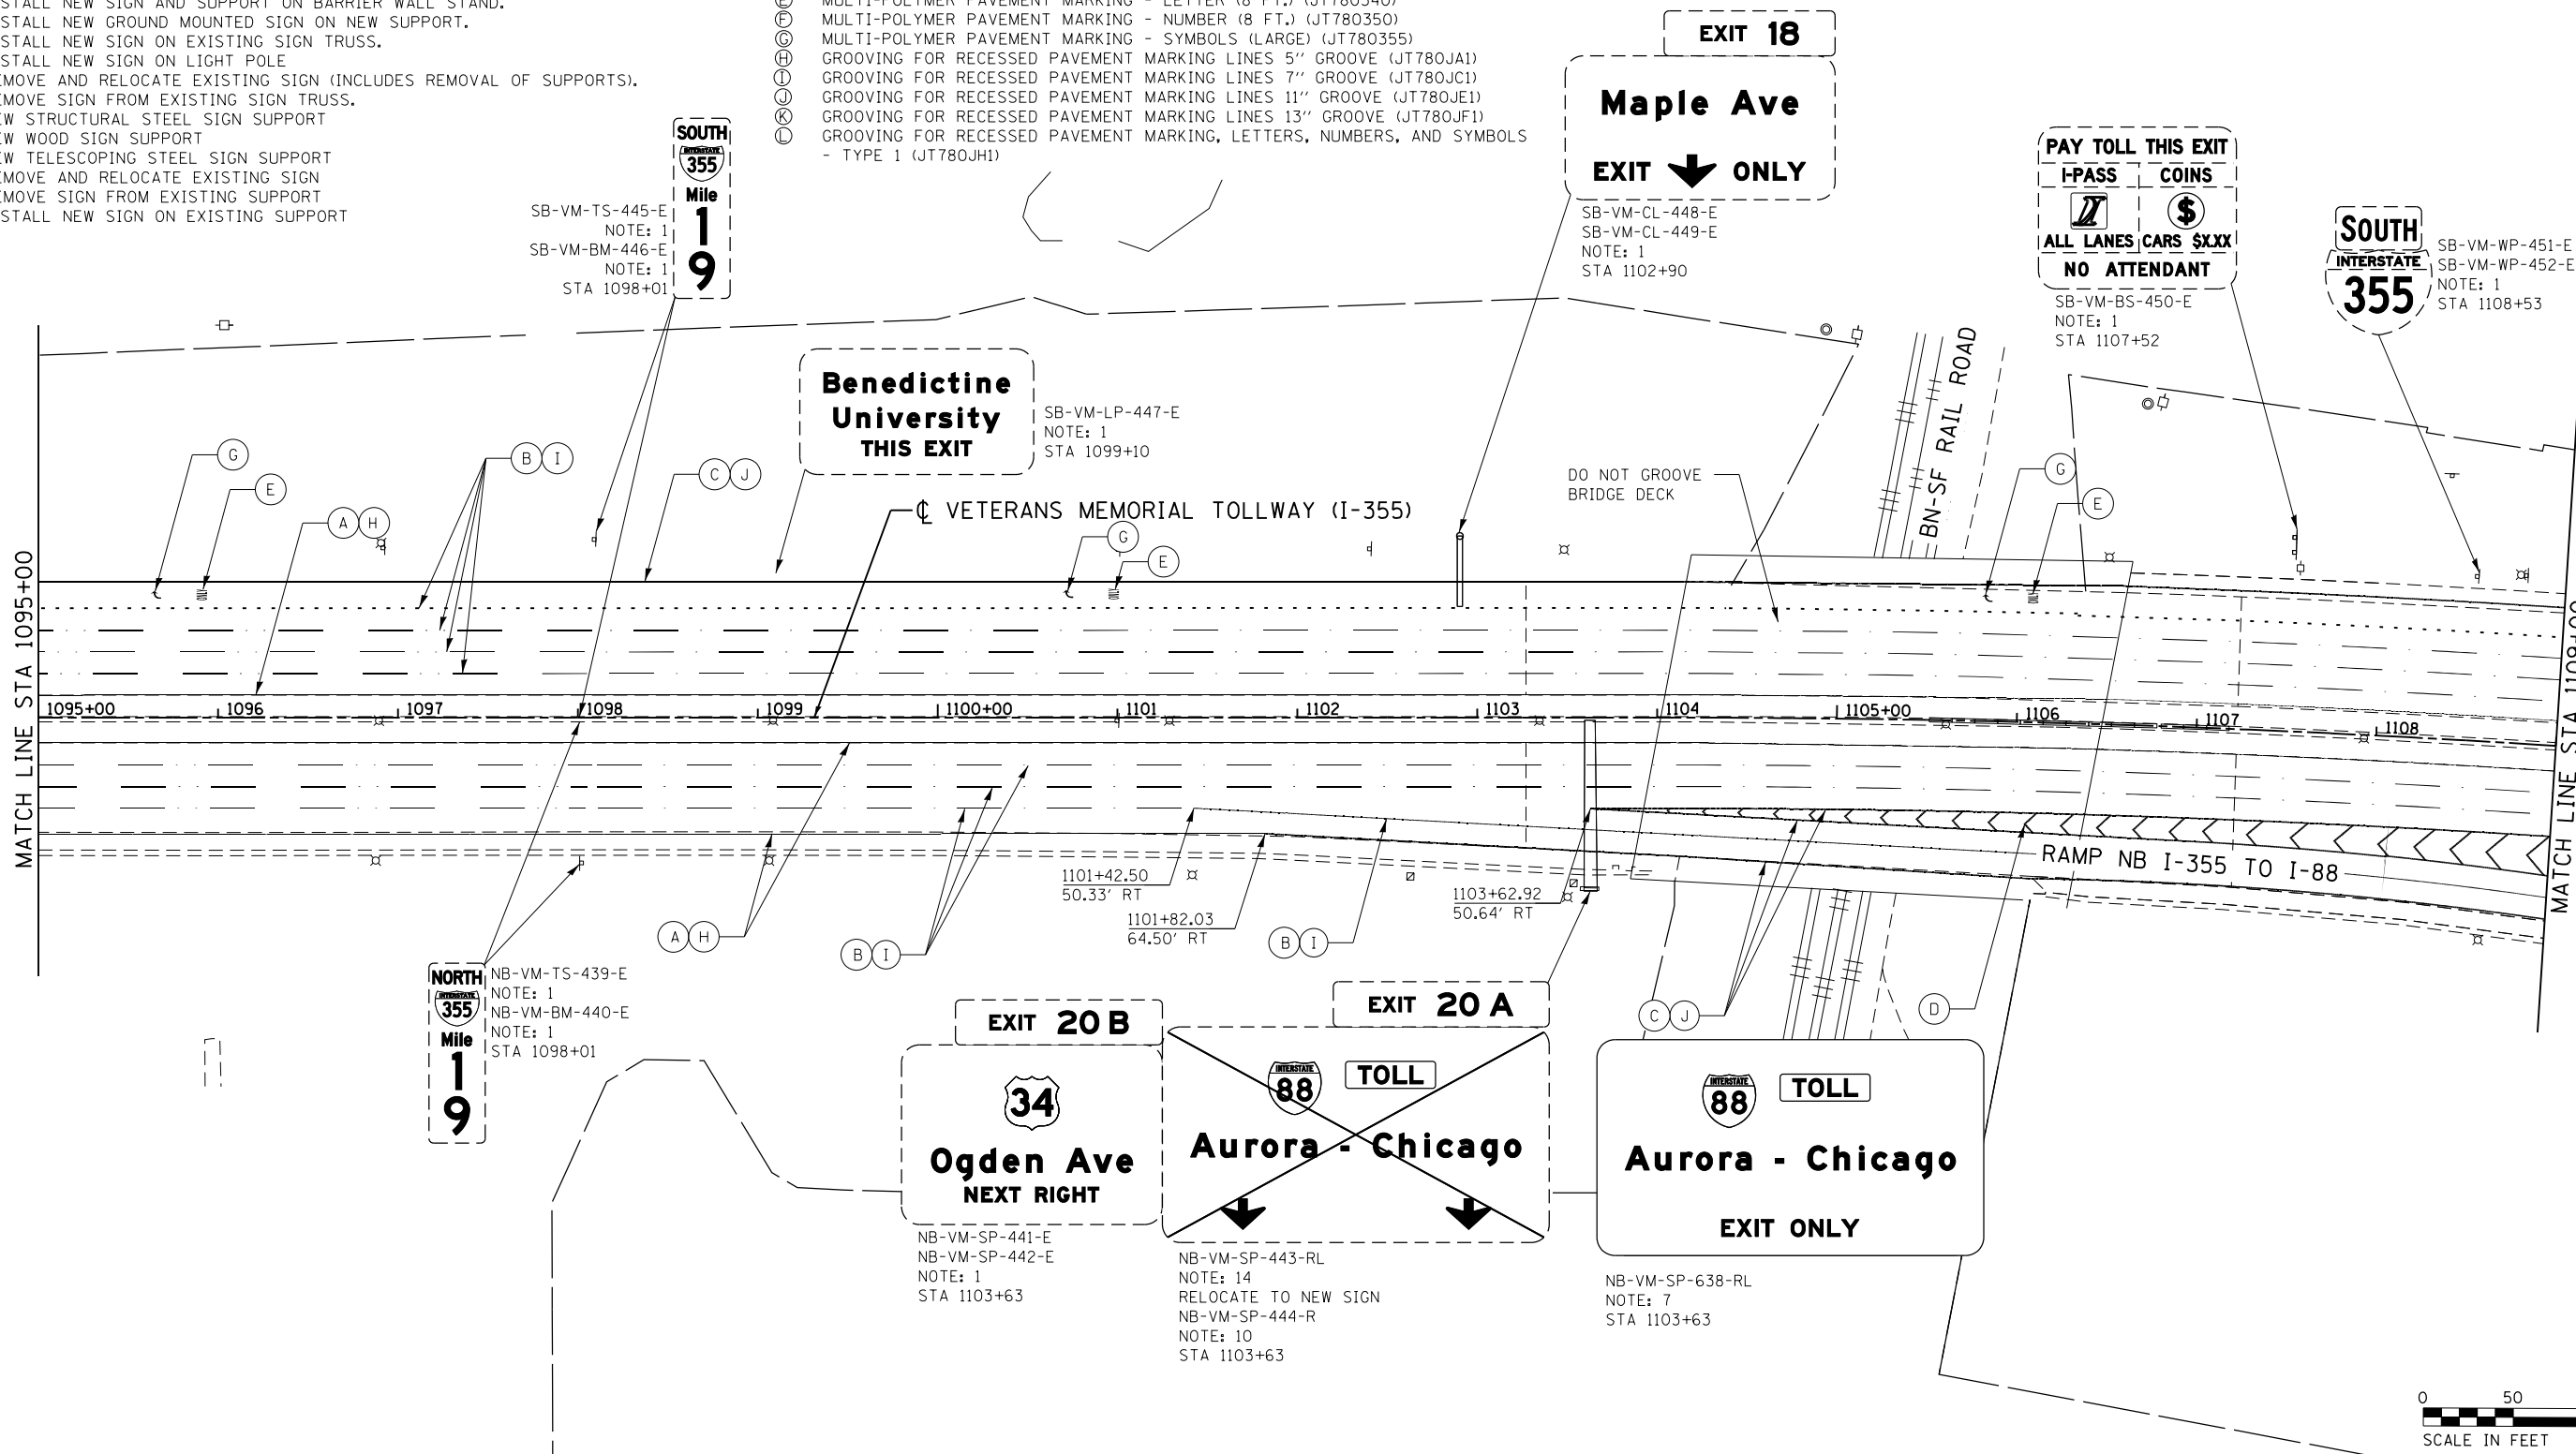 STALL NEW SIGN AND SUPPORT ON BARRIER WALL STAND.
STALL NEW GROUND MOUNTED SIGN ON NEW SUPPORT.
STALL NEW SIGN ON EXISTING SIGN TRUSS.
STALL NEW SIGN ON LIGHT POLE
EMOVE AND RELOCATE EXISTING SIGN (INCLUDES REMOVAL OF SUPPORTS).
EMOVE SIGN FROM EXISTING SIGN TRUSS.
EW STRUCTURAL STEEL SIGN SUPPORT
EW WOOD SIGN SUPPORT
EW TELESCOPING STEEL SIGN SUPPORT
EMOVE AND RELOCATE EXISTING SIGN
EMOVE SIGN FROM EXISTING SUPPORT
STALL NEW SIGN ON EXISTING SUPPORT
E MULTI-POLYMER PAVEMENT MARKING - LETTER (8 FT.) (JT780340)
F MULTI-POLYMER PAVEMENT MARKING - NUMBER (8 FT.) (JT780350)
G MULTI-POLYMER PAVEMENT MARKING - SYMBOLS (LARGE) (JT780355)
H GROOVING FOR RECESSED PAVEMENT MARKING LINES 5'' GROOVE (JT780JA1)
I GROOVING FOR RECESSED PAVEMENT MARKING LINES 7'' GROOVE (JT780JC1)
J GROOVING FOR RECESSED PAVEMENT MARKING LINES 11'' GROOVE (JT780JE1)
K GROOVING FOR RECESSED PAVEMENT MARKING LINES 13'' GROOVE (JT780JF1)
L GROOVING FOR RECESSED PAVEMENT MARKING, LETTERS, NUMBERS, AND SYMBOLS
- TYPE 1 (JT780JH1)
SOUTH
INTERSTATE
355
Mile
1
9
SB-VM-TS-445-E
NOTE: 1
SB-VM-BM-446-E
NOTE: 1
STA 1098+01
EXIT 18
Maple Ave
EXIT ONLY
SB-VM-CL-448-E
SB-VM-CL-449-E
NOTE: 1
STA 1102+90
PAY TOLL THIS EXIT
I-PASS COINS
$
ALL LANES CARS $X.XX
NO ATTENDANT
SB-VM-BS-450-E
NOTE: 1
STA 1107+52
SOUTH
INTERSTATE
355
SB-VM-WP-451-E
SB-VM-WP-452-E
NOTE: 1
STA 1108+53
Benedictine
University
THIS EXIT
SB-VM-LP-447-E
NOTE: 1
STA 1099+10
G
E
A H
B I
C J
℄ VETERANS MEMORIAL TOLLWAY (I-355)
G
E
DO NOT GROOVE
BRIDGE DECK
BN-SF RAIL ROAD
G
E
MATCH LINE STA 1095+00
1095+00 1096 1097 1098 1099 1100+00 1101 1102 1103 1104 1105+00 1106 1107 1108
MATCH LINE STA 1109+00
RAMP NB I-355 TO I-88
1101+42.50
50.33' RT
1101+82.03
64.50' RT
1103+62.92
50.64' RT
A H
B I
B I
C J
D
NORTH
INTERSTATE
355
Mile
1
9
NB-VM-TS-439-E
NOTE: 1
NB-VM-BM-440-E
NOTE: 1
STA 1098+01
EXIT 20 B
34
Ogden Ave
NEXT RIGHT
NB-VM-SP-441-E
NB-VM-SP-442-E
NOTE: 1
STA 1103+63
EXIT 20 A
INTERSTATE
88 TOLL
Aurora - Chicago
NB-VM-SP-443-RL
NOTE: 14
RELOCATE TO NEW SIGN
NB-VM-SP-444-R
NOTE: 10
STA 1103+63
INTERSTATE
88 TOLL
Aurora - Chicago
EXIT ONLY
NB-VM-SP-638-RL
NOTE: 7
STA 1103+63
0 50
SCALE IN FEET